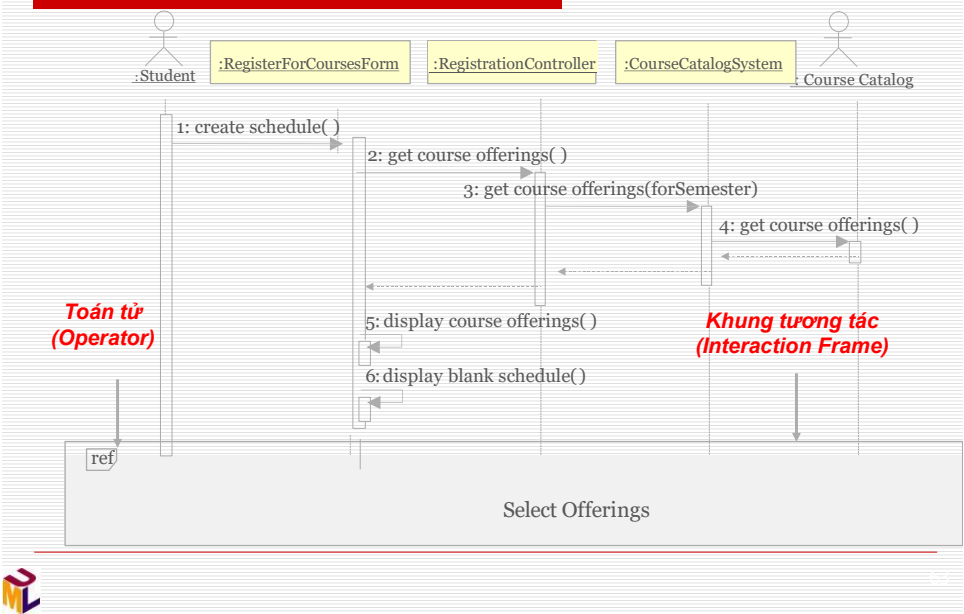 :Student
:RegisterForCoursesForm
:RegistrationController
:CourseCatalogSystem
: Course Catalog
1: create schedule( )
2: get course offerings( )
3: get course offerings(forSemester)
4: get course offerings( )
Toán tử
(Operator)
5: display course offerings( )
Khung tương tác
(Interaction Frame)
6: display blank schedule( )
ref
Select Offerings
UML